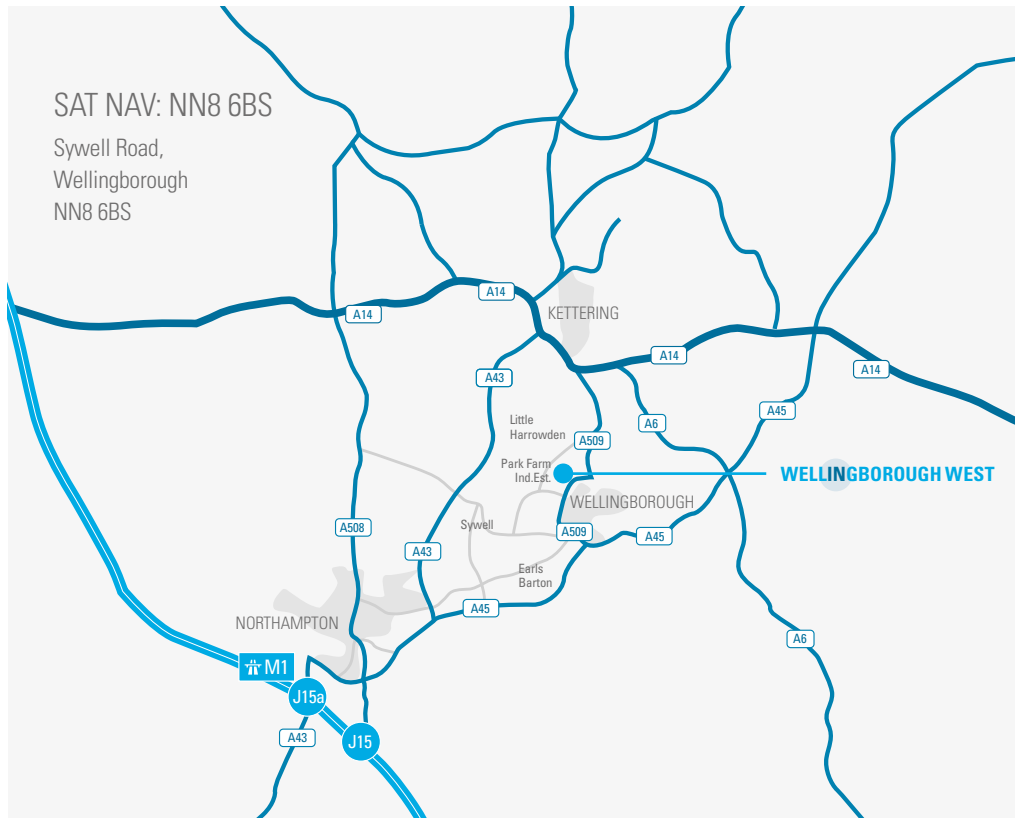 SAT NAV: NN8 6BS
Sywell Road,
Wellingborough
NN8 6BS
A14
A14
KETTERING
A14
A14
A43
A45
Little
Harrowden
A6
A509
Park Farm
Ind.Est.
WELLINGBOROUGH WEST
WELLINGBOROUGH
A508
Sywell
A509
A45
A43
Earls
Barton
A45
NORTHAMPTON
A6
M1
J15a
A43
J15